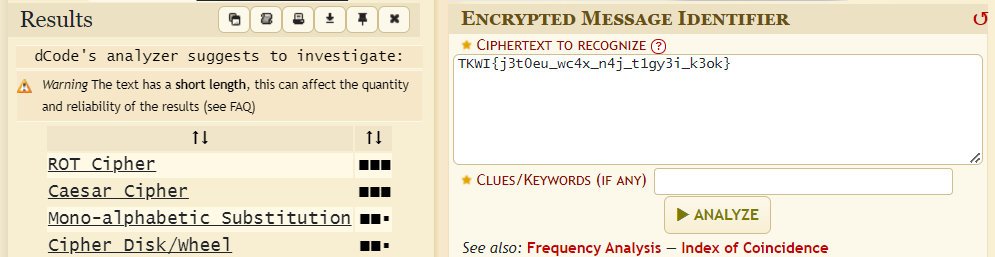 Results
dCode's analyzer suggests to investigate:
Warning The text has a short length, this can affect the quantity
and reliability of the results (see FAQ)
↑↓ ↑↓
ROT Cipher ■■■
Caesar Cipher ■■■
Mono-alphabetic Substitution ■■▪
Cipher Disk/Wheel ■■▪
ENCRYPTED MESSAGE IDENTIFIER
★ CIPHERTEXT TO RECOGNIZE ?
TKWI{j3t0eu_wc4x_n4j_t1gy3i_k3ok}
★ CLUES/KEYWORDS (IF ANY)
▶ ANALYZE
See also: Frequency Analysis — Index of Coincidence